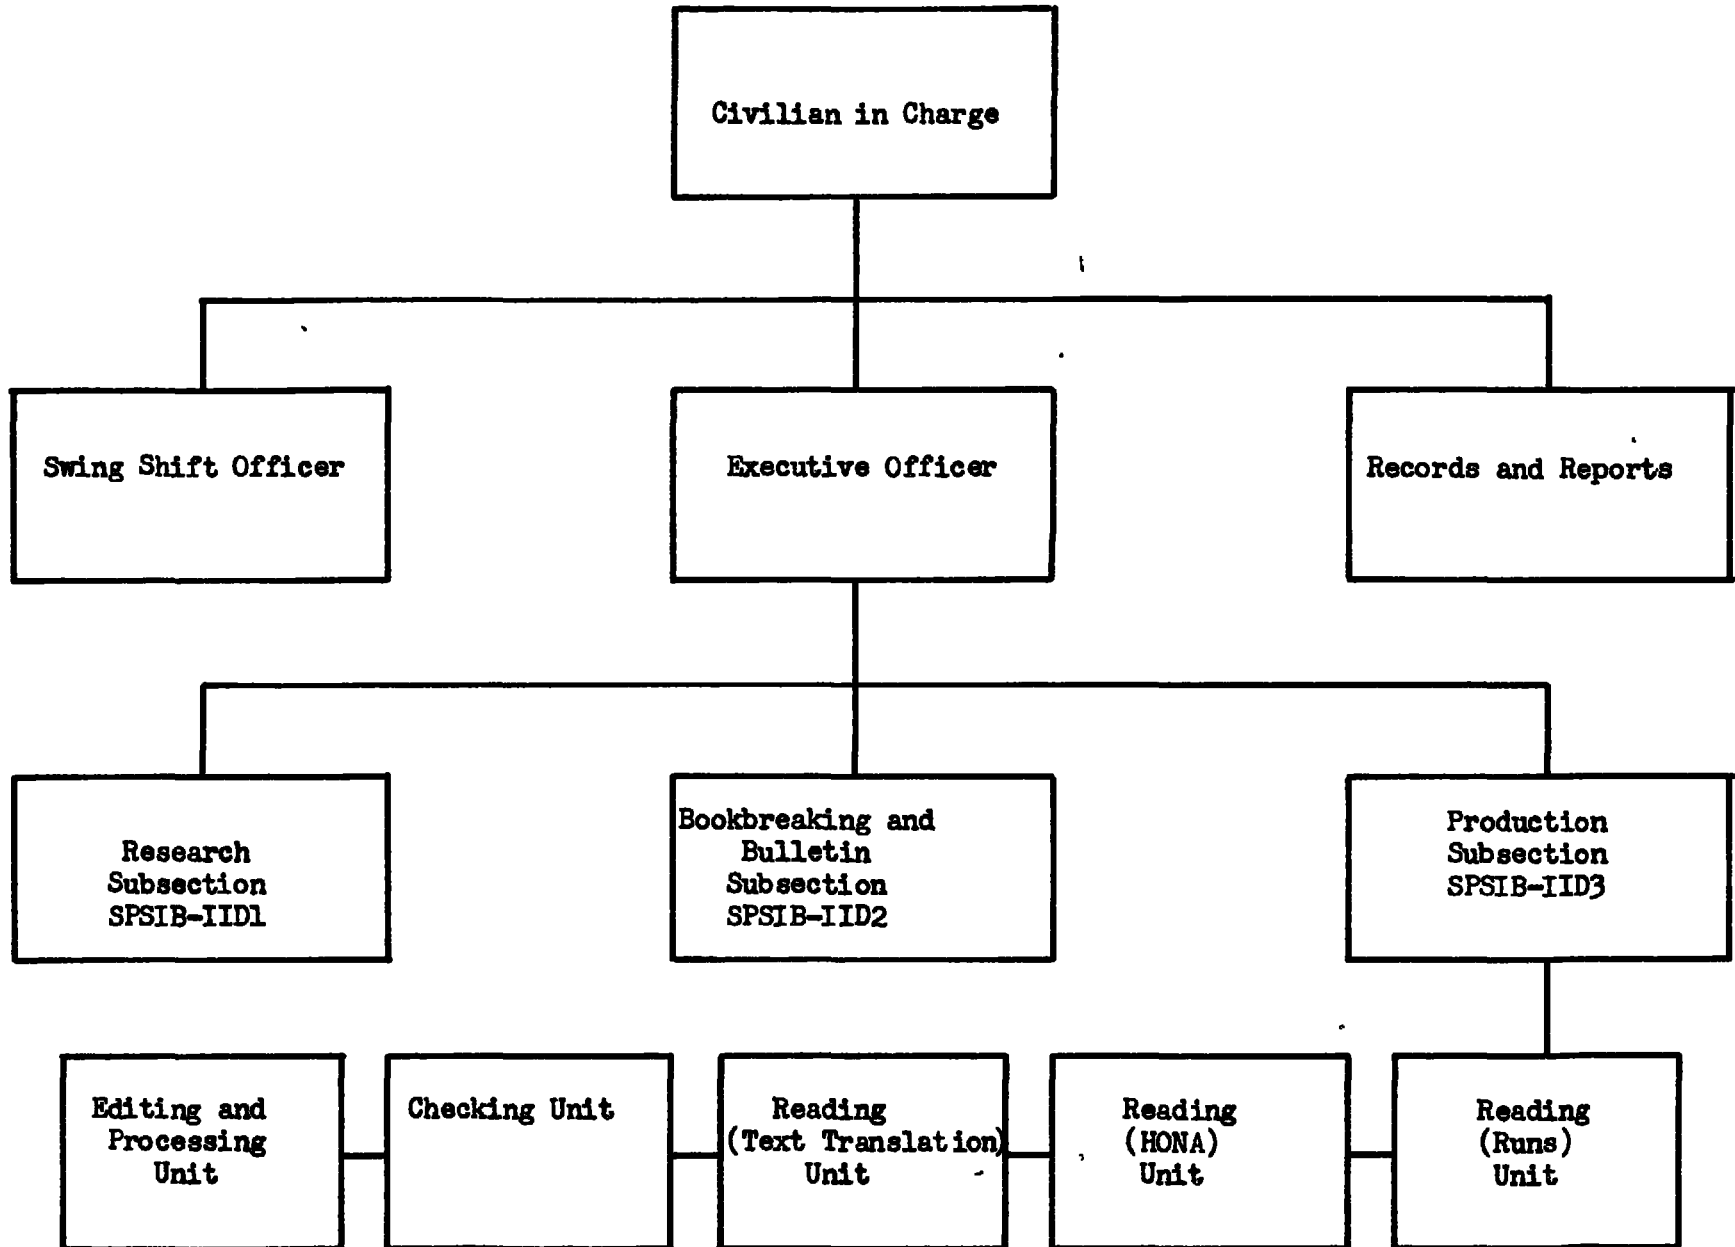 Civilian in Charge
Swing Shift Officer
Executive Officer
Records and Reports
Research
Subsection
SPSIB-IID1
Bookbreaking and
Bulletin
Subsection
SPSIB-IID2
Production
Subsection
SPSIB-IID3
Editing and
Processing
Unit
Checking Unit
Reading
(Text Translation)
Unit
Reading
(HONA)
Unit
Reading
(Runs)
Unit